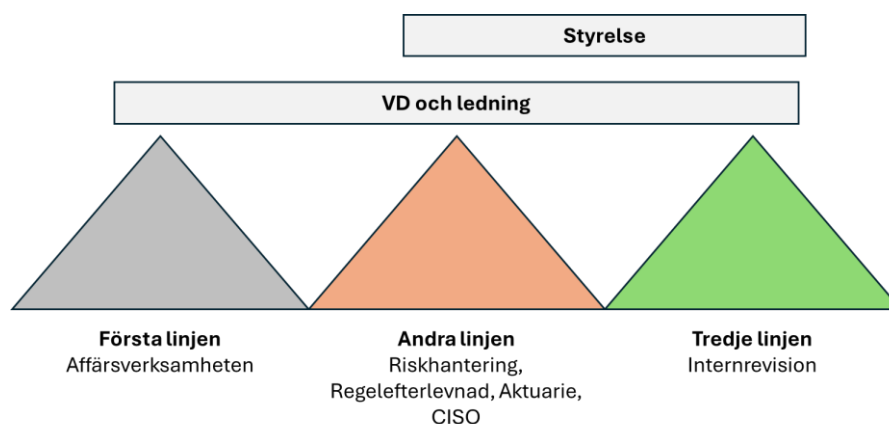 Styrelse
VD och ledning
Första linjen
Affärsverksamheten
Andra linjen
Riskhantering,
Regelefterlevnad, Aktuarie,
CISO
Tredje linjen
Internrevision